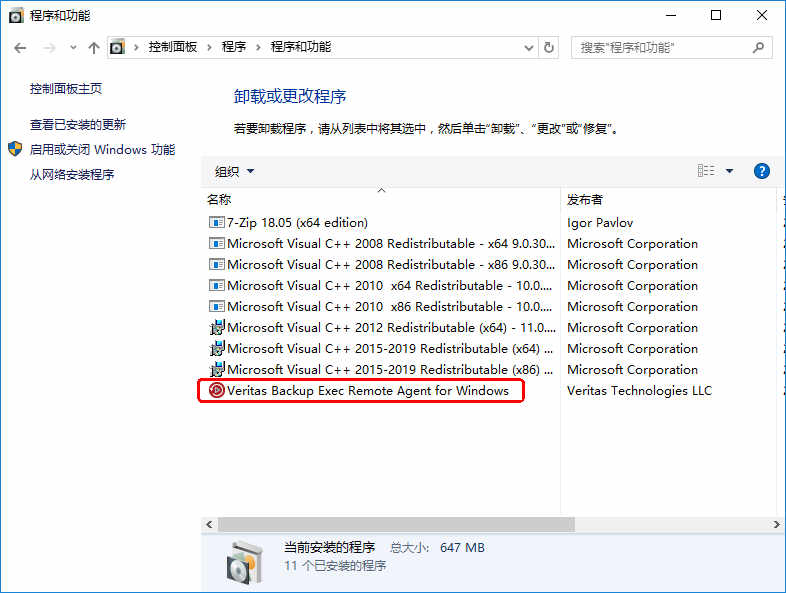 程序和功能
控制面板 › 程序 › 程序和功能
搜索"程序和功能"
控制面板主页
查看已安装的更新
启用或关闭 Windows 功能
从网络安装程序
卸载或更改程序
若要卸载程序，请从列表中将其选中，然后单击"卸载"、"更改"或"修复"。
组织
名称 发布者
7-Zip 18.05 (x64 edition) Igor Pavlov
Microsoft Visual C++ 2008 Redistributable - x64 9.0.30... Microsoft Corporation
Microsoft Visual C++ 2008 Redistributable - x86 9.0.30... Microsoft Corporation
Microsoft Visual C++ 2010  x64 Redistributable - 10.0.... Microsoft Corporation
Microsoft Visual C++ 2010  x86 Redistributable - 10.0.... Microsoft Corporation
Microsoft Visual C++ 2012 Redistributable (x64) - 11.0.... Microsoft Corporation
Microsoft Visual C++ 2015-2019 Redistributable (x64) ... Microsoft Corporation
Microsoft Visual C++ 2015-2019 Redistributable (x86) ... Microsoft Corporation
Veritas Backup Exec Remote Agent for Windows Veritas Technologies LLC
当前安装的程序 总大小: 647 MB
11 个已安装的程序